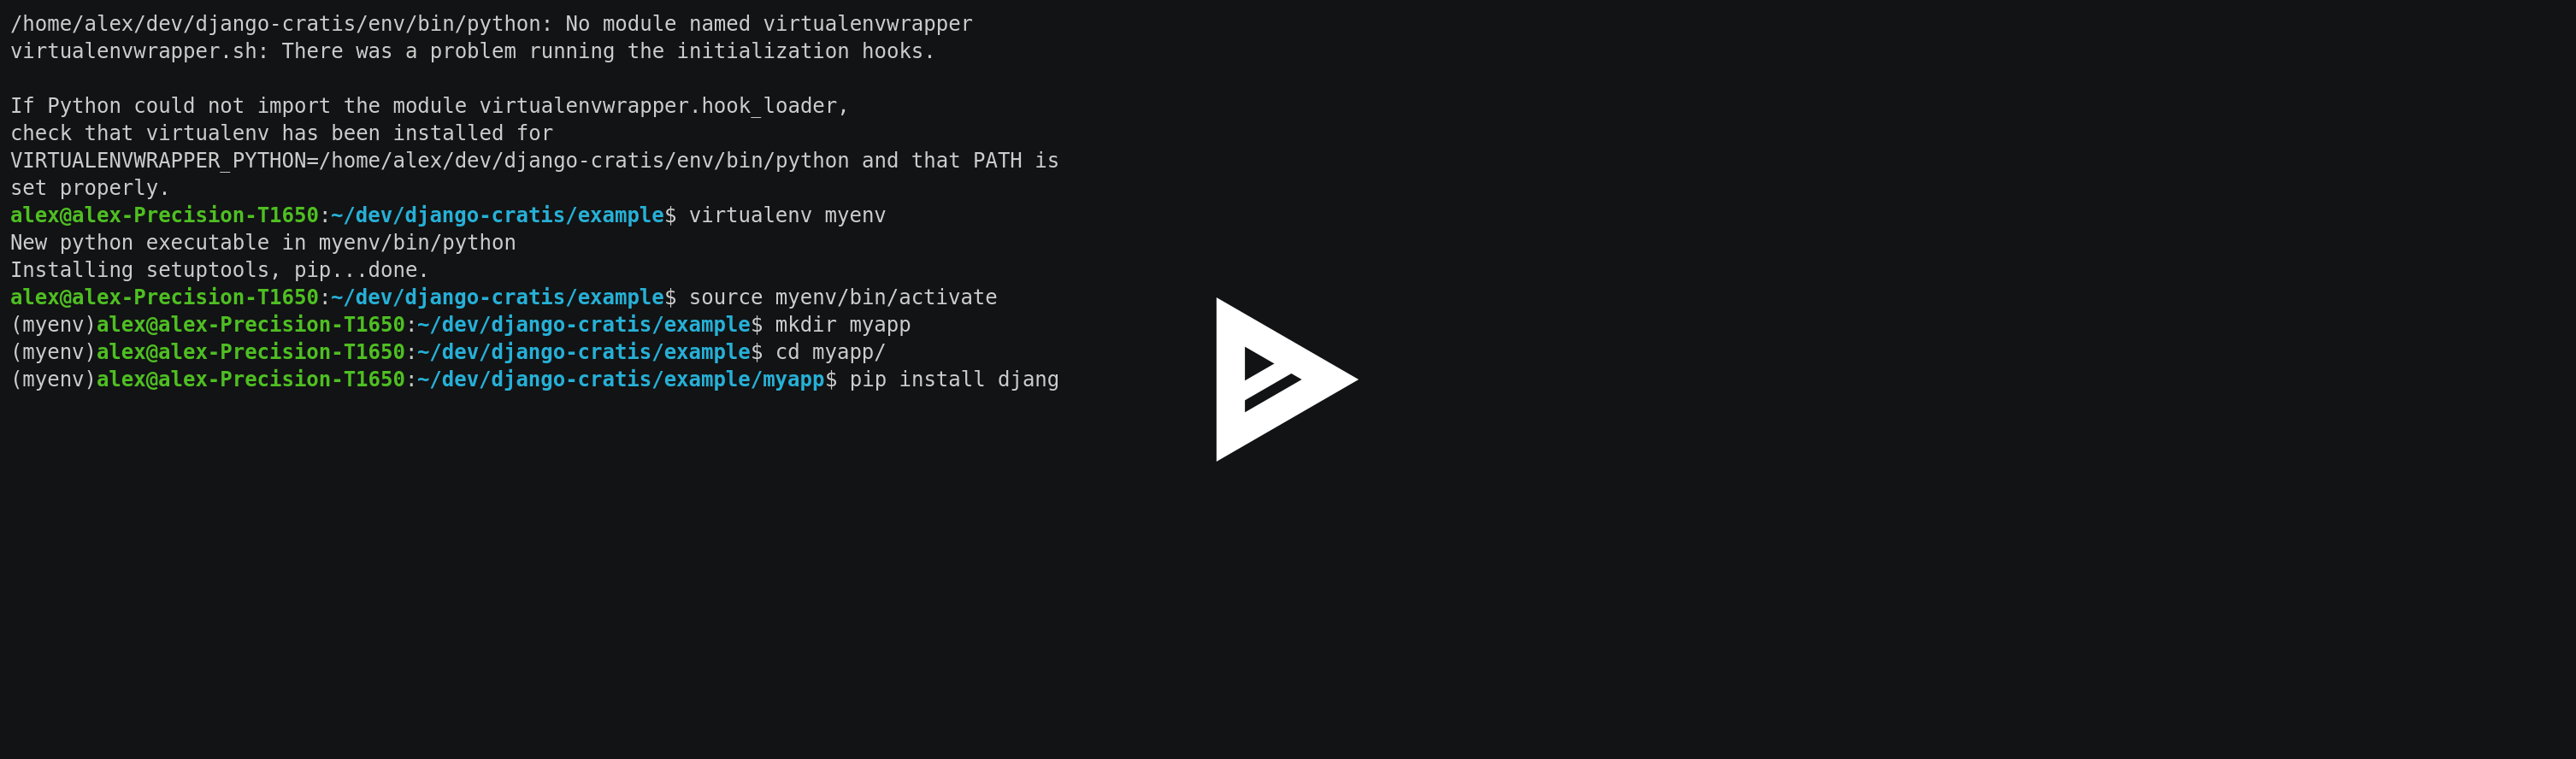 /home/alex/dev/django-cratis/env/bin/python: No module named virtualenvwrapper
virtualenvwrapper.sh: There was a problem running the initialization hooks.
If Python could not import the module virtualenvwrapper.hook_loader,
check that virtualenv has been installed for
VIRTUALENVWRAPPER_PYTHON=/home/alex/dev/django-cratis/env/bin/python and that PATH is
set properly.
alex@alex-Precision-T1650:~/dev/django-cratis/example$ virtualenv myenv
New python executable in myenv/bin/python
Installing setuptools, pip...done.
alex@alex-Precision-T1650:~/dev/django-cratis/example$ source myenv/bin/activate
(myenv)alex@alex-Precision-T1650:~/dev/django-cratis/example$ mkdir myapp
(myenv)alex@alex-Precision-T1650:~/dev/django-cratis/example$ cd myapp/
(myenv)alex@alex-Precision-T1650:~/dev/django-cratis/example/myapp$ pip install djang